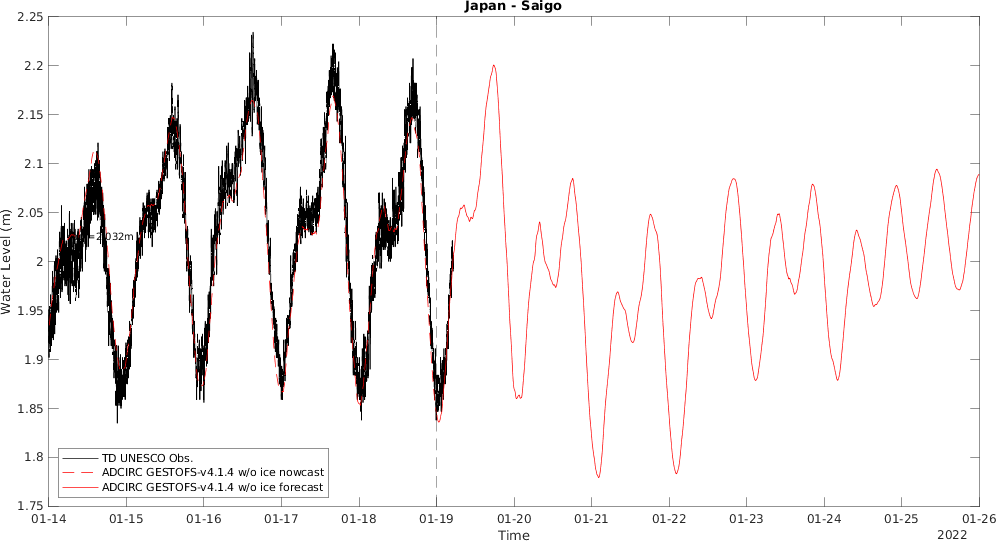 Japan - Saigo
2.25
2.2
2.15
2.1
2.05
2
1.95
1.9
1.85
1.8
1.75
Water Level (m)
=2.032m
TD UNESCO Obs.
ADCIRC GESTOFS-v4.1.4 w/o ice nowcast
ADCIRC GESTOFS-v4.1.4 w/o ice forecast
01-14 01-15 01-16 01-17 01-18 01-19 01-20 01-21 01-22 01-23 01-24 01-25 01-26
Time
2022